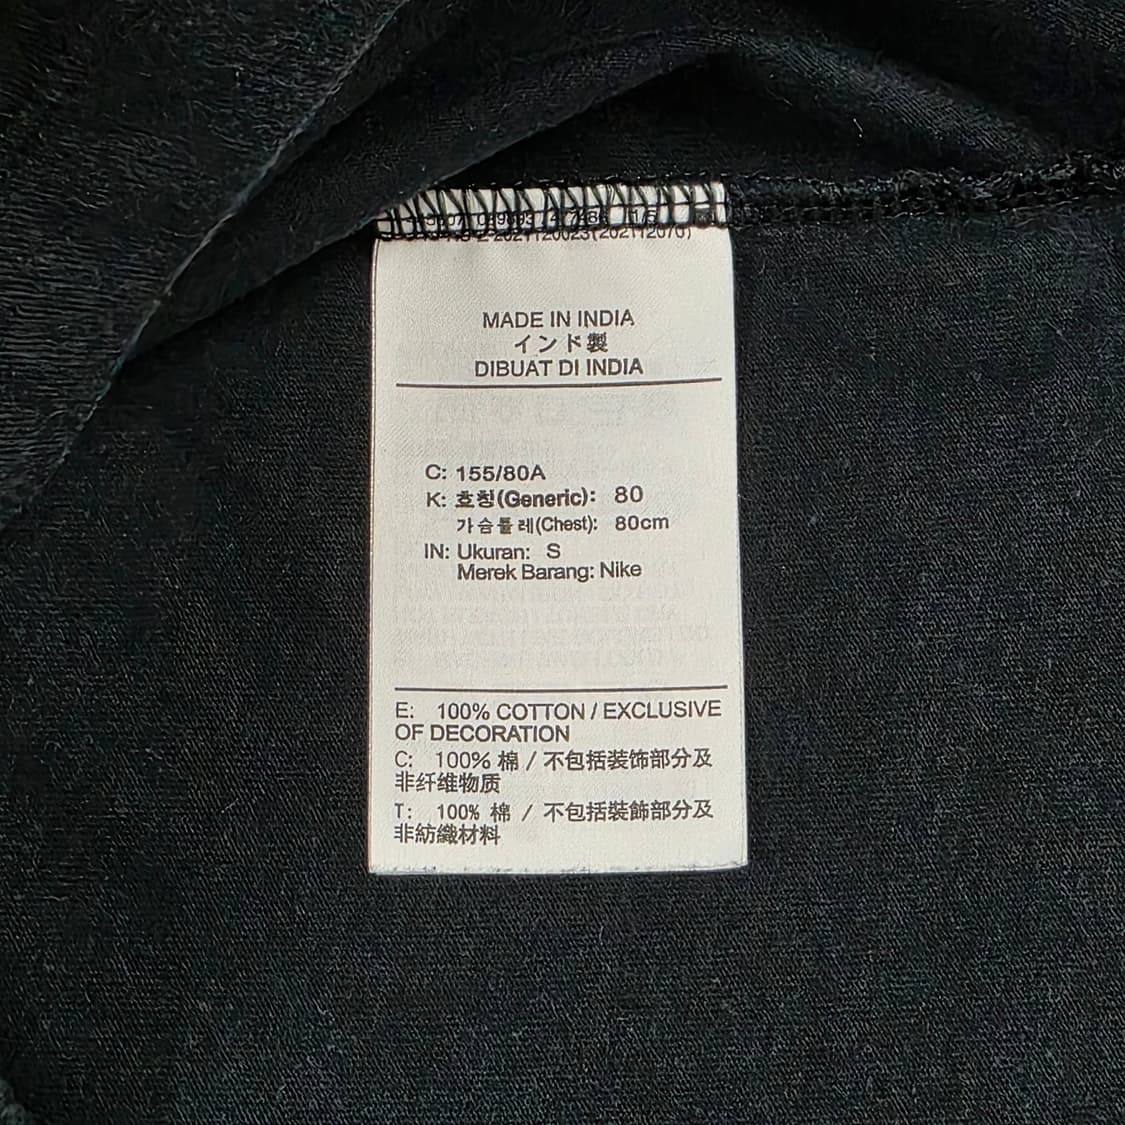 MADE IN INDIA
インド製
DIBUAT DI INDIA
C: 155/80A
K: 호칭(Generic): 80
가슴둘레(Chest): 80cm
IN: Ukuran: S
Merek Barang: Nike
E: 100% COTTON / EXCLUSIVE
OF DECORATION
C: 100% 棉 / 不包括装饰部分及
非纤维物质
T: 100% 棉 / 不包括裝飾部分及
非紡織材料